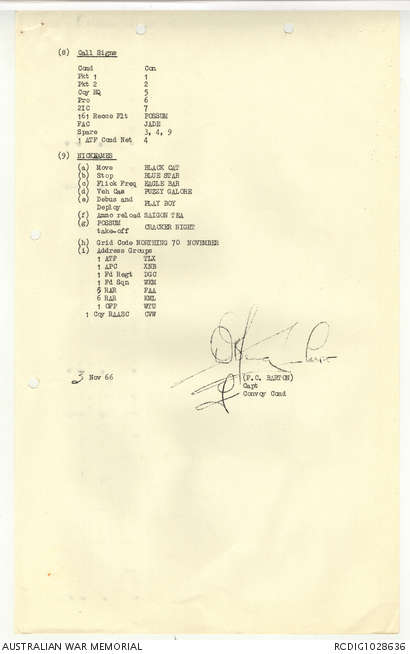 (8) Call Signs
Comd Con
Pkt 1 1
Pkt 2 2
Coy HQ 5
Pro 6
2IC 7
161 Recce Flt POSSUM
FAC JADE
Spare 3, 4, 9
1 ATF Comd Net 4
(9) NICKNAMES
(a) Move BLACK CAT
(b) Stop BLUE STAR
(c) Flick Freq EAGLE BAR
(d) Veh Cas PUZZY GALORE
(e) Debus and
Deploy PLAY BOY
(f) Ammo reload SAIGON TEA
(g) POSSUM
take-off CRACKER NIGHT
(h) Grid Code NORTHING 70 NOVEMBER
(i) Address Groups
1 ATF TLX
1 APC XNB
1 Fd Regt DGC
1 Fd Sqn WKM
5 RAR FAA
6 RAR KML
1 OFP WTC
1 Coy RAASC CVW
3 Nov 66
(P.C. BARTON)
Capt
Convoy Comd
AUSTRALIAN WAR MEMORIAL
RCDIG1028636